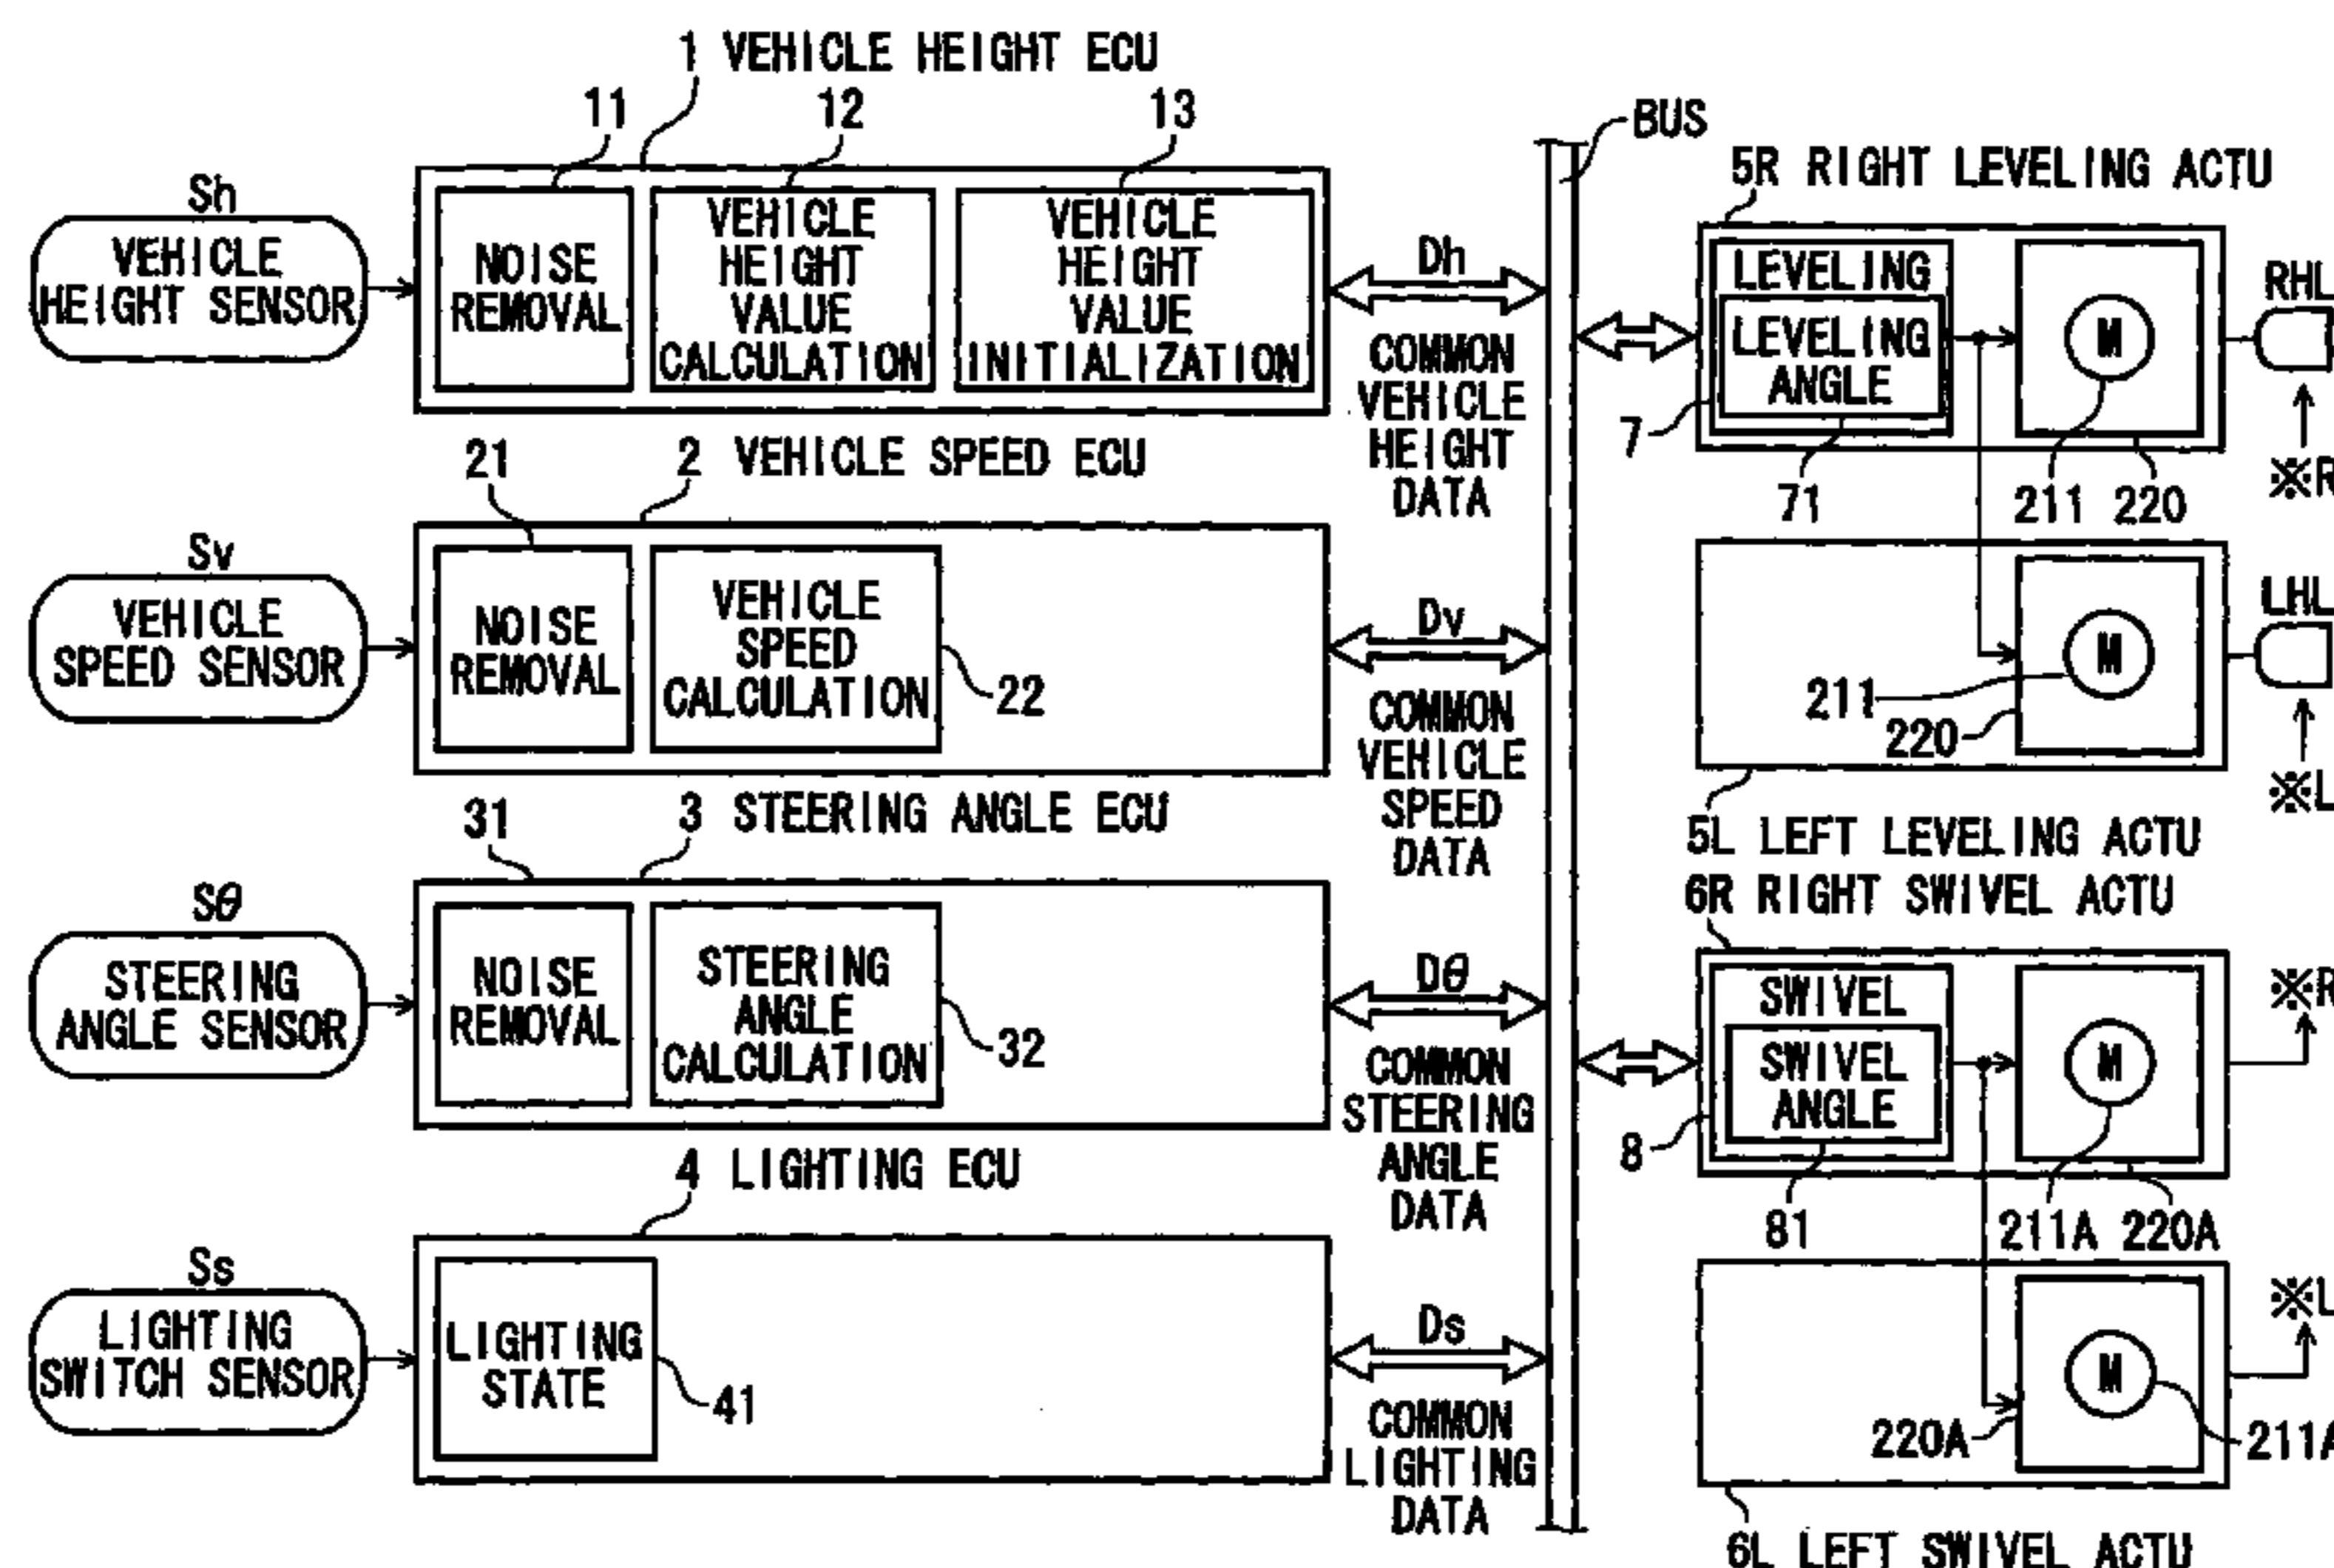 1 VEHICLE HEIGHT ECU
11
12
13
Sh
VEHICLE
HEIGHT SENSOR
NOISE
REMOVAL
VEHICLE
HEIGHT
VALUE
CALCULATION
VEHICLE
HEIGHT
VALUE
INITIALIZATION
Dh
COMMON
VEHICLE
HEIGHT
DATA
BUS
2 VEHICLE SPEED ECU
21
Sv
VEHICLE
SPEED SENSOR
NOISE
REMOVAL
VEHICLE
SPEED
CALCULATION
22
Dv
COMMON
VEHICLE
SPEED
DATA
3 STEERING ANGLE ECU
31
Sθ
STEERING
ANGLE SENSOR
NOISE
REMOVAL
STEERING
ANGLE
CALCULATION
32
Dθ
COMMON
STEERING
ANGLE
DATA
4 LIGHTING ECU
Ss
LIGHTING
SWITCH SENSOR
LIGHTING
STATE
41
Ds
COMMON
LIGHTING
DATA
5R RIGHT LEVELING ACTU
LEVELING
LEVELING
ANGLE
7
71
M
211
220
RHL
※R
M
211
220
LHL
※L
5L LEFT LEVELING ACTU
6R RIGHT SWIVEL ACTU
SWIVEL
SWIVEL
ANGLE
8
81
M
211A
220A
※R
M
220A
211A
※L
6L LEFT SWIVEL ACTU